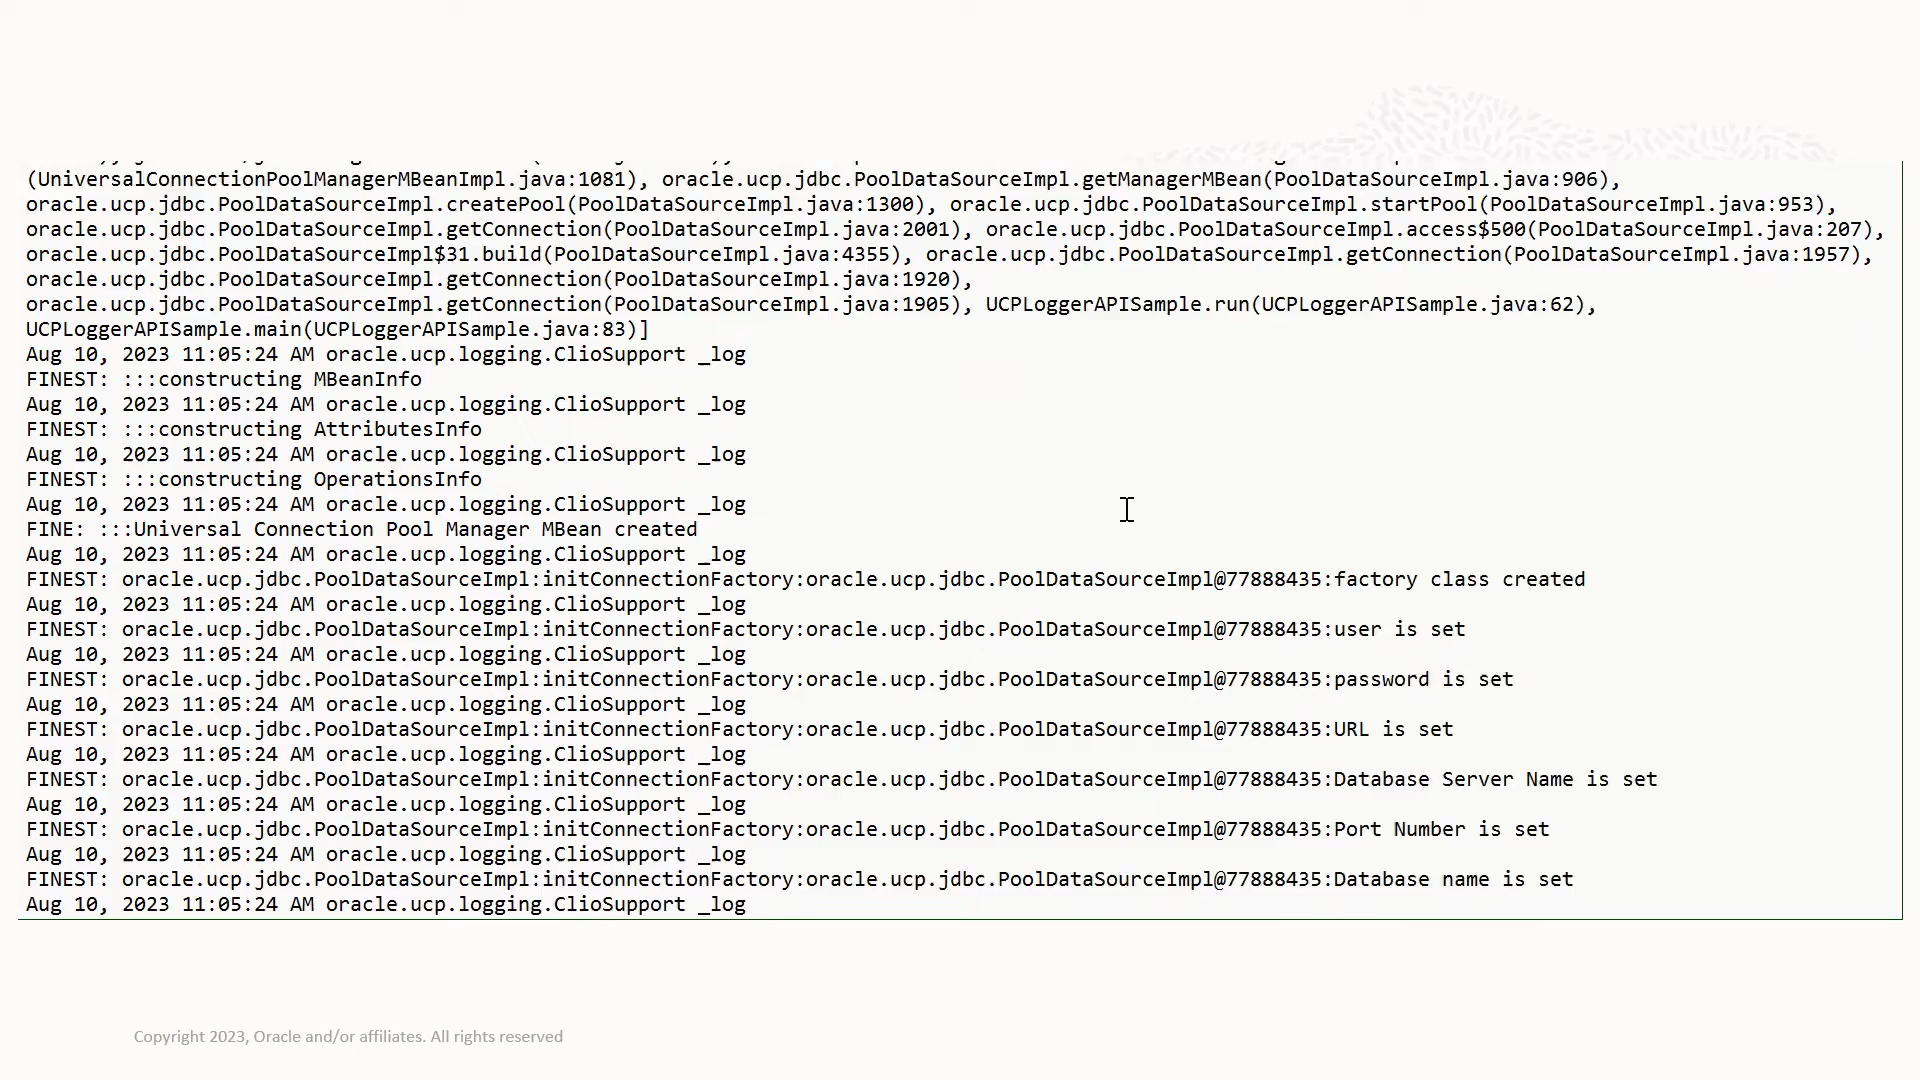 (UniversalConnectionPoolManagerMBeanImpl.java:1081), oracle.ucp.jdbc.PoolDataSourceImpl.getManagerMBean(PoolDataSourceImpl.java:906),
oracle.ucp.jdbc.PoolDataSourceImpl.createPool(PoolDataSourceImpl.java:1300), oracle.ucp.jdbc.PoolDataSourceImpl.startPool(PoolDataSourceImpl.java:953),
oracle.ucp.jdbc.PoolDataSourceImpl.getConnection(PoolDataSourceImpl.java:2001), oracle.ucp.jdbc.PoolDataSourceImpl.access$500(PoolDataSourceImpl.java:207),
oracle.ucp.jdbc.PoolDataSourceImpl$31.build(PoolDataSourceImpl.java:4355), oracle.ucp.jdbc.PoolDataSourceImpl.getConnection(PoolDataSourceImpl.java:1957),
oracle.ucp.jdbc.PoolDataSourceImpl.getConnection(PoolDataSourceImpl.java:1920),
oracle.ucp.jdbc.PoolDataSourceImpl.getConnection(PoolDataSourceImpl.java:1905), UCPLoggerAPISample.run(UCPLoggerAPISample.java:62),
UCPLoggerAPISample.main(UCPLoggerAPISample.java:83)]
Aug 10, 2023 11:05:24 AM oracle.ucp.logging.ClioSupport _log
FINEST: :::constructing MBeanInfo
Aug 10, 2023 11:05:24 AM oracle.ucp.logging.ClioSupport _log
FINEST: :::constructing AttributesInfo
Aug 10, 2023 11:05:24 AM oracle.ucp.logging.ClioSupport _log
FINEST: :::constructing OperationsInfo
Aug 10, 2023 11:05:24 AM oracle.ucp.logging.ClioSupport _log
FINE: :::Universal Connection Pool Manager MBean created
Aug 10, 2023 11:05:24 AM oracle.ucp.logging.ClioSupport _log
FINEST: oracle.ucp.jdbc.PoolDataSourceImpl:initConnectionFactory:oracle.ucp.jdbc.PoolDataSourceImpl@77888435:factory class created
Aug 10, 2023 11:05:24 AM oracle.ucp.logging.ClioSupport _log
FINEST: oracle.ucp.jdbc.PoolDataSourceImpl:initConnectionFactory:oracle.ucp.jdbc.PoolDataSourceImpl@77888435:user is set
Aug 10, 2023 11:05:24 AM oracle.ucp.logging.ClioSupport _log
FINEST: oracle.ucp.jdbc.PoolDataSourceImpl:initConnectionFactory:oracle.ucp.jdbc.PoolDataSourceImpl@77888435:password is set
Aug 10, 2023 11:05:24 AM oracle.ucp.logging.ClioSupport _log
FINEST: oracle.ucp.jdbc.PoolDataSourceImpl:initConnectionFactory:oracle.ucp.jdbc.PoolDataSourceImpl@77888435:URL is set
Aug 10, 2023 11:05:24 AM oracle.ucp.logging.ClioSupport _log
FINEST: oracle.ucp.jdbc.PoolDataSourceImpl:initConnectionFactory:oracle.ucp.jdbc.PoolDataSourceImpl@77888435:Database Server Name is set
Aug 10, 2023 11:05:24 AM oracle.ucp.logging.ClioSupport _log
FINEST: oracle.ucp.jdbc.PoolDataSourceImpl:initConnectionFactory:oracle.ucp.jdbc.PoolDataSourceImpl@77888435:Port Number is set
Aug 10, 2023 11:05:24 AM oracle.ucp.logging.ClioSupport _log
FINEST: oracle.ucp.jdbc.PoolDataSourceImpl:initConnectionFactory:oracle.ucp.jdbc.PoolDataSourceImpl@77888435:Database name is set
Aug 10, 2023 11:05:24 AM oracle.ucp.logging.ClioSupport _log
Copyright 2023, Oracle and/or affiliates. All rights reserved